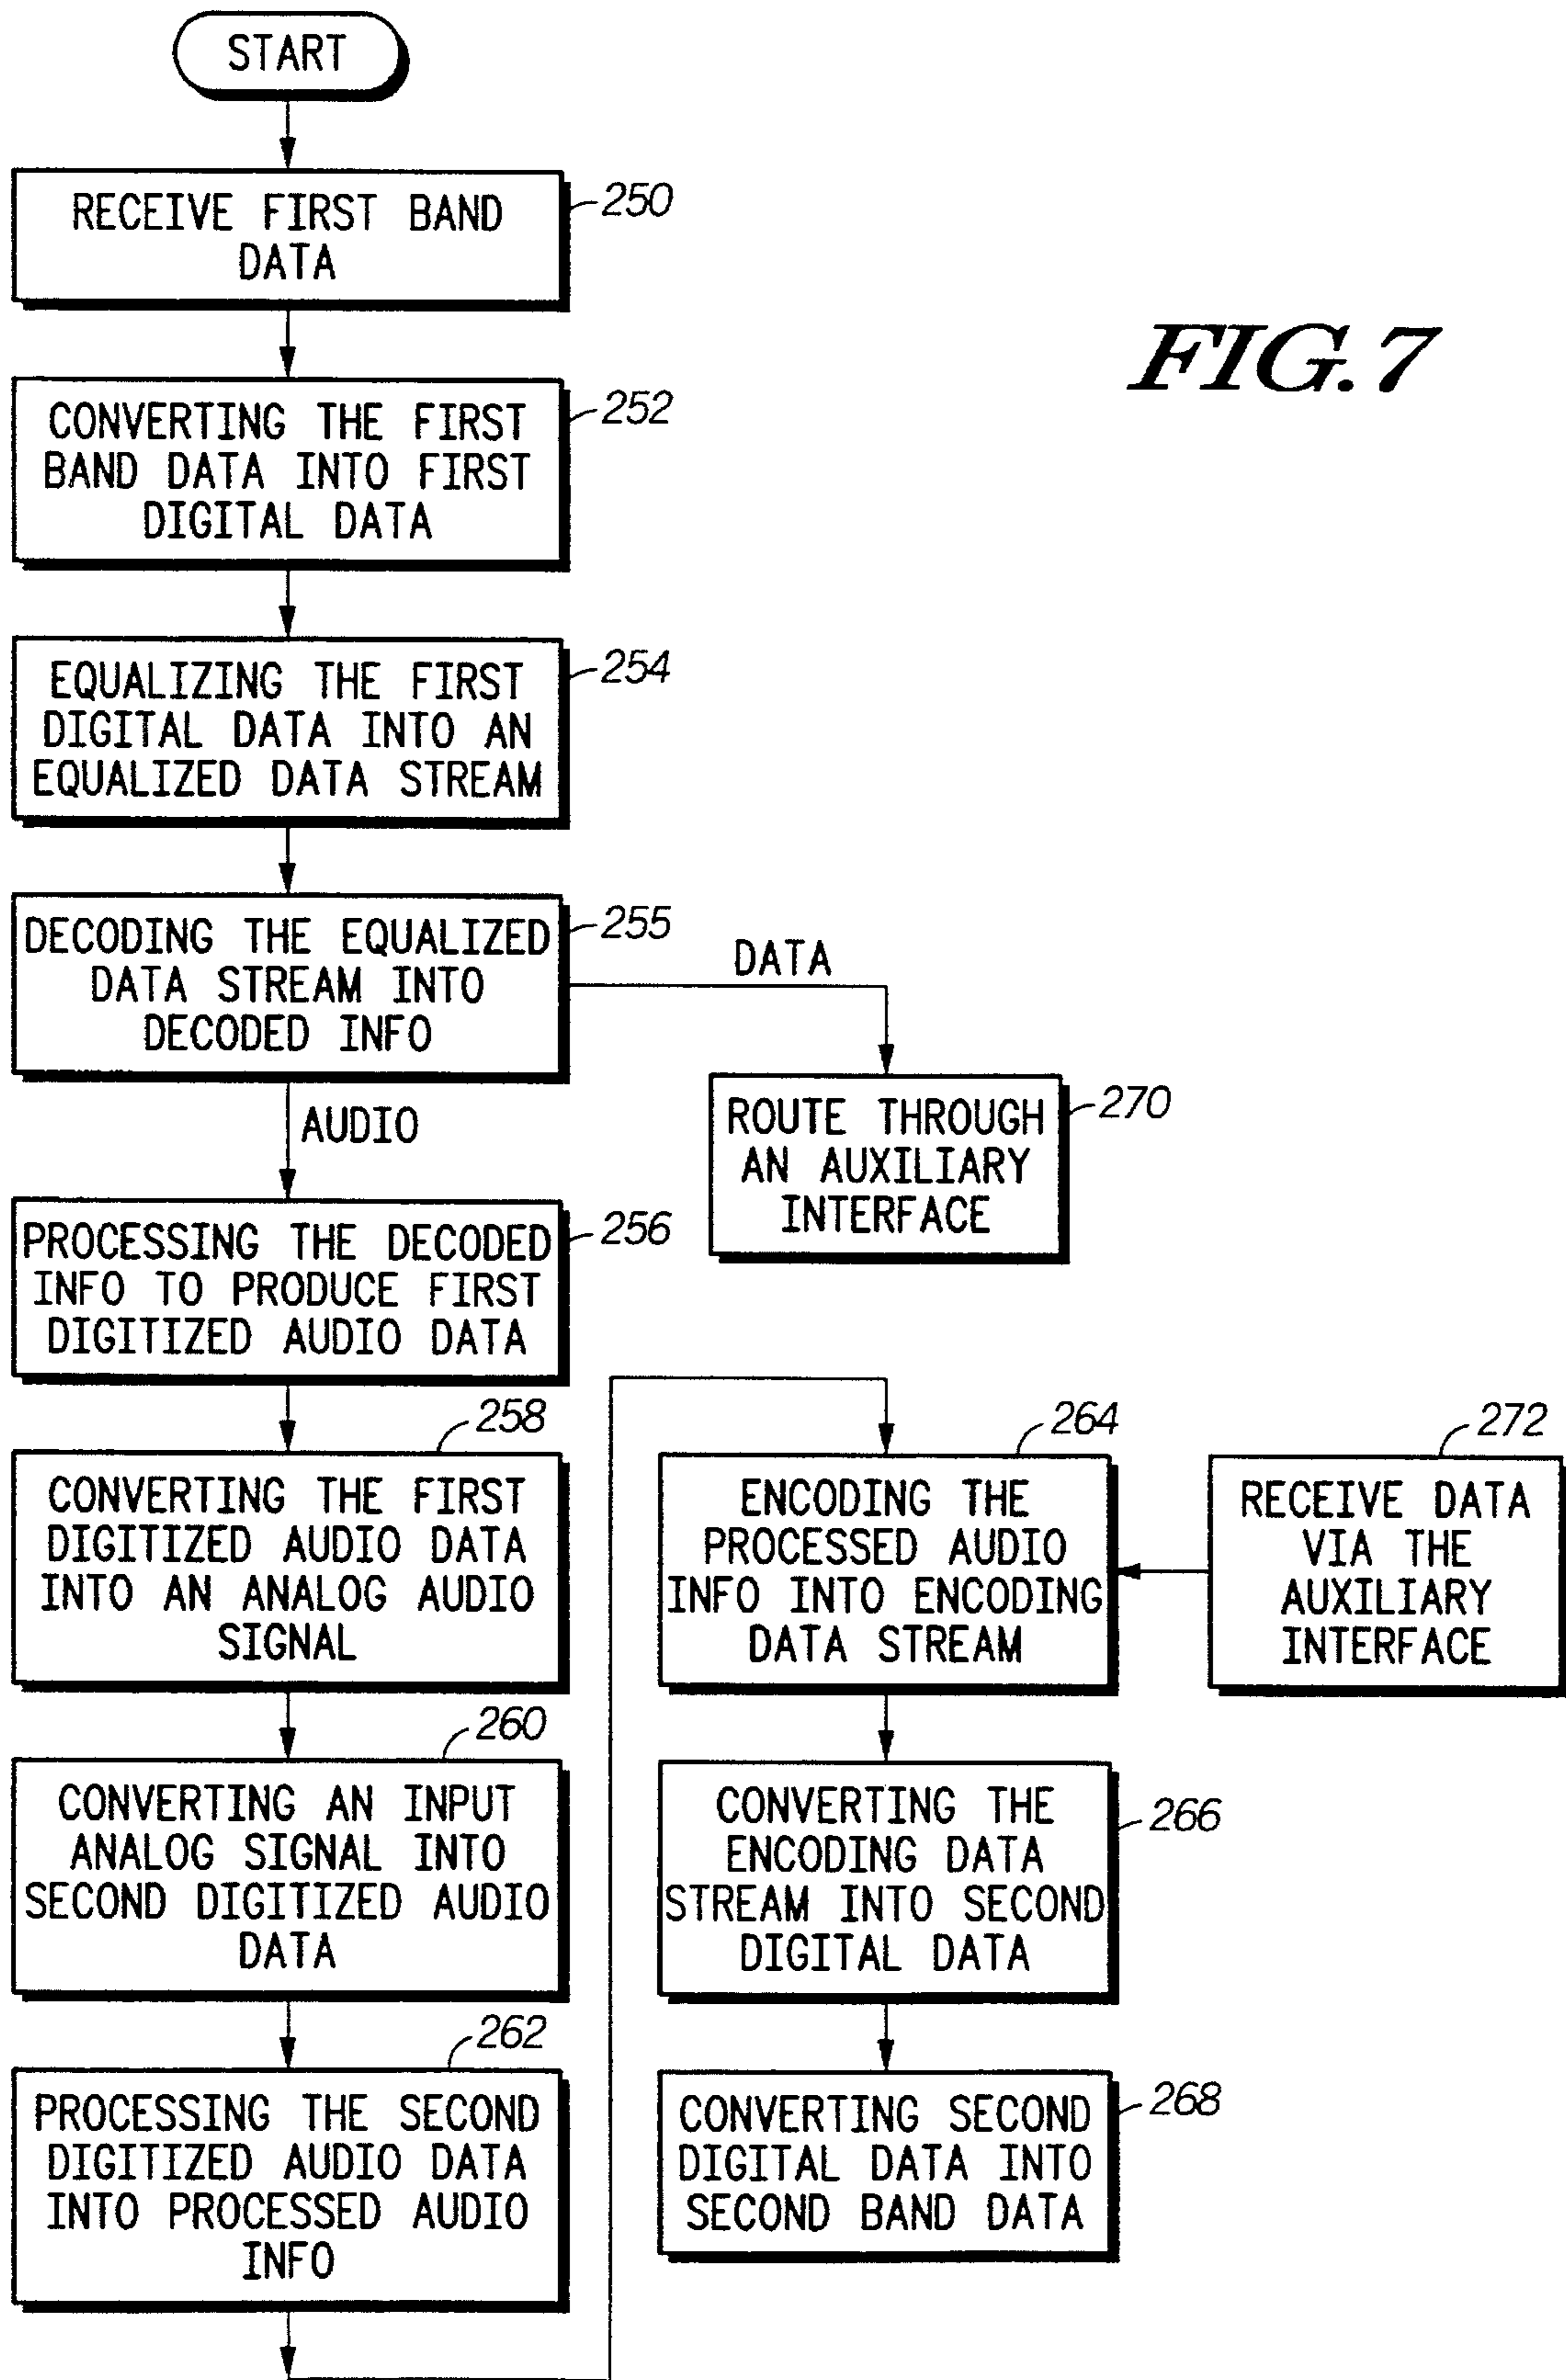 START
RECEIVE FIRST BAND
DATA
250
FIG. 7
CONVERTING THE FIRST
BAND DATA INTO FIRST
DIGITAL DATA
252
EQUALIZING THE FIRST
DIGITAL DATA INTO AN
EQUALIZED DATA STREAM
254
DECODING THE EQUALIZED
DATA STREAM INTO
DECODED INFO
255
DATA
ROUTE THROUGH
AN AUXILIARY
INTERFACE
270
AUDIO
PROCESSING THE DECODED
INFO TO PRODUCE FIRST
DIGITIZED AUDIO DATA
256
258
CONVERTING THE FIRST
DIGITIZED AUDIO DATA
INTO AN ANALOG AUDIO
SIGNAL
260
CONVERTING AN INPUT
ANALOG SIGNAL INTO
SECOND DIGITIZED AUDIO
DATA
262
PROCESSING THE SECOND
DIGITIZED AUDIO DATA
INTO PROCESSED AUDIO
INFO
264
ENCODING THE
PROCESSED AUDIO
INFO INTO ENCODING
DATA STREAM
272
RECEIVE DATA
VIA THE
AUXILIARY
INTERFACE
CONVERTING THE
ENCODING DATA
STREAM INTO SECOND
DIGITAL DATA
266
CONVERTING SECOND
DIGITAL DATA INTO
SECOND BAND DATA
268